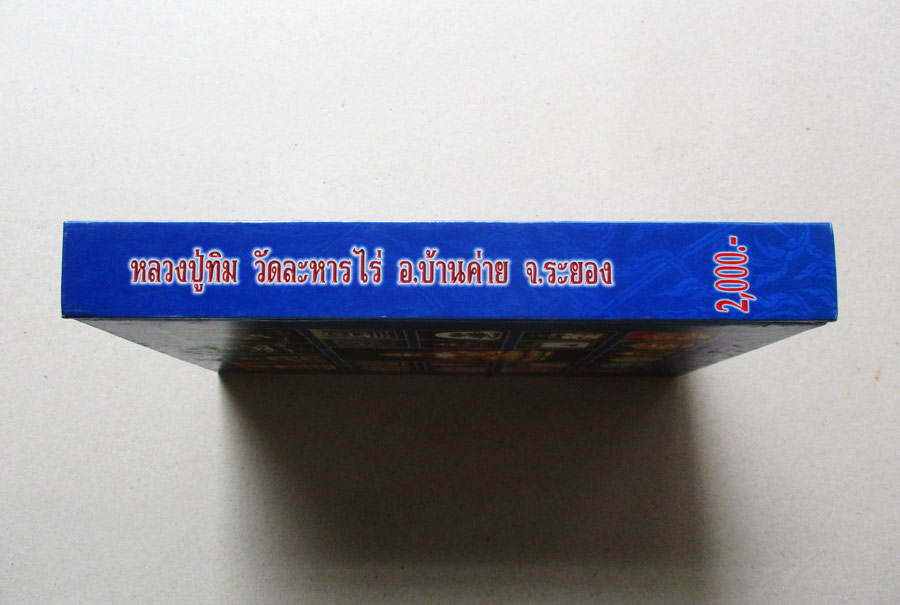 หลวงปู่ทิม วัดละหารไร่ อ.บ้านค่าย จ.ระยอง
2,000.-